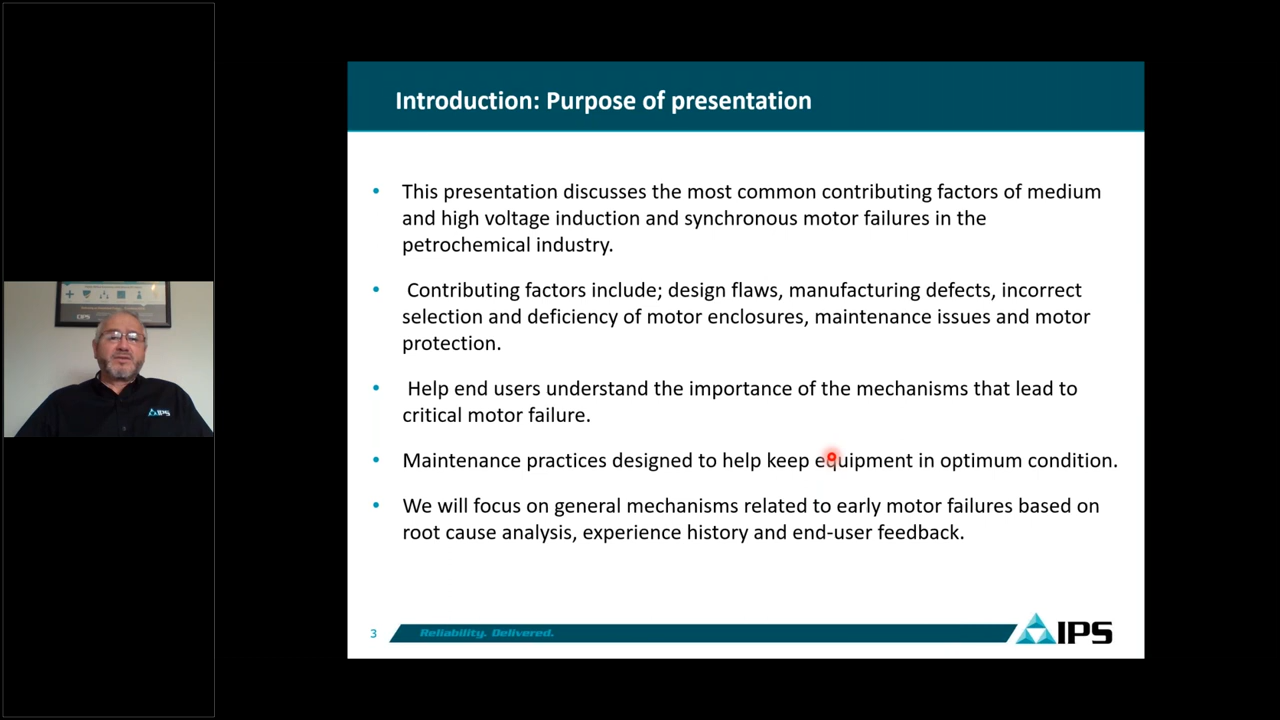 Introduction: Purpose of presentation
• This presentation discusses the most common contributing factors of medium
and high voltage induction and synchronous motor failures in the
petrochemical industry.
• Contributing factors include; design flaws, manufacturing defects, incorrect
selection and deficiency of motor enclosures, maintenance issues and motor
protection.
• Help end users understand the importance of the mechanisms that lead to
critical motor failure.
• Maintenance practices designed to help keep equipment in optimum condition.
• We will focus on general mechanisms related to early motor failures based on
root cause analysis, experience history and end-user feedback.
3
Reliability. Delivered.
IPS
IPS
IPS